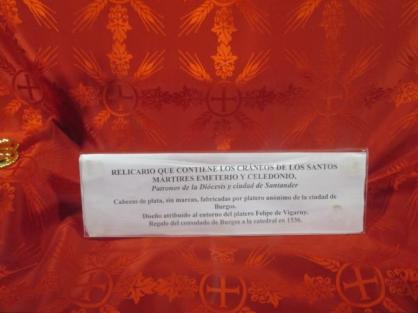 RELICARIO QUE CONTIENE LOS CRÁNEOS DE LOS SANTOS
MÁRTIRES EMETERIO Y CELEDONIO.
Patronos de la Diócesis y ciudad de Santander
Cabezas de plata, sin marcas, fabricadas por platero anónimo de la ciudad de
Burgos.
Diseño atribuido al entorno del platero Felipe de Vigarny.
Regalo del consulado de Burgos a la catedral en 1536.